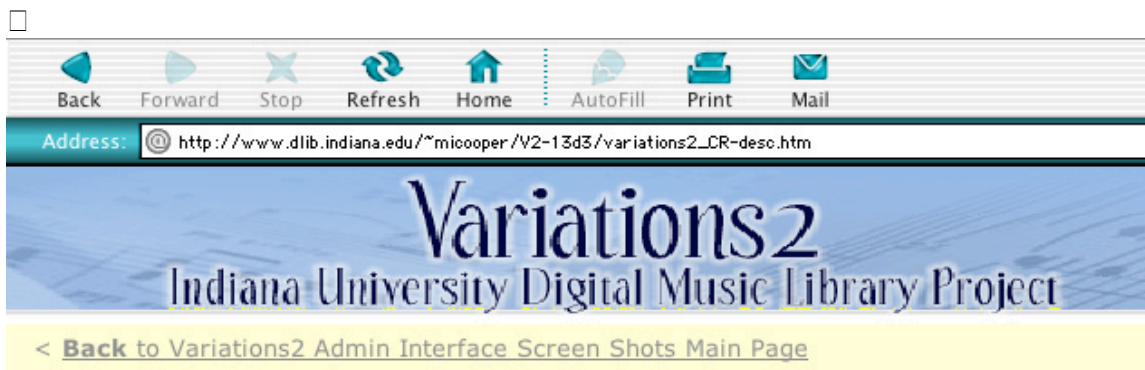 Back Forward Stop Refresh Home AutoFill Print Mail
Address: @ http://www.dlib.indiana.edu/~micooper/V2-13d3/variations2_CR-desc.htm
Variations2
Indiana University Digital Music Library Project
< Back to Variations2 Admin Interface Screen Shots Main Page